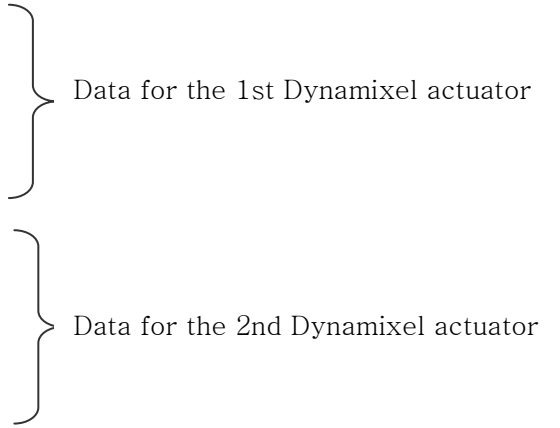 Data for the 1st Dynamixel actuator
Data for the 2nd Dynamixel actuator